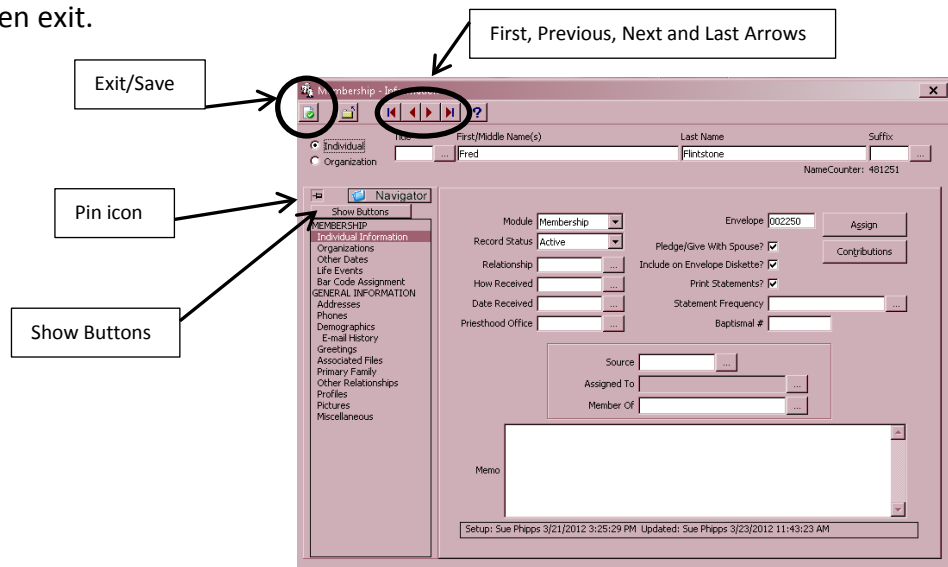 en exit.
First, Previous, Next and Last Arrows
Exit/Save
Membership - Information
?
Individual
Organization
Title
First/Middle Name(s)
Last Name
Suffix
...
Fred
Flintstone
...
NameCounter: 481251
Pin icon
Navigator
Show Buttons
Show Buttons
MEMBERSHIP
Individual Information
Organizations
Other Dates
Life Events
Bar Code Assignment
GENERAL INFORMATION
Addresses
Phones
Demographics
E-mail History
Greetings
Associated Files
Primary Family
Other Relationships
Profiles
Pictures
Miscellaneous
Module Membership
Record Status Active
Relationship ...
How Received ...
Date Received ...
Priesthood Office ...
Envelope 002250
Assign
Pledge/Give With Spouse?
Contributions
Include on Envelope Diskette?
Print Statements?
Statement Frequency ...
Baptismal #
Source ...
Assigned To ...
Member Of ...
Memo
Setup: Sue Phipps 3/21/2012 3:25:29 PM Updated: Sue Phipps 3/23/2012 11:43:23 AM